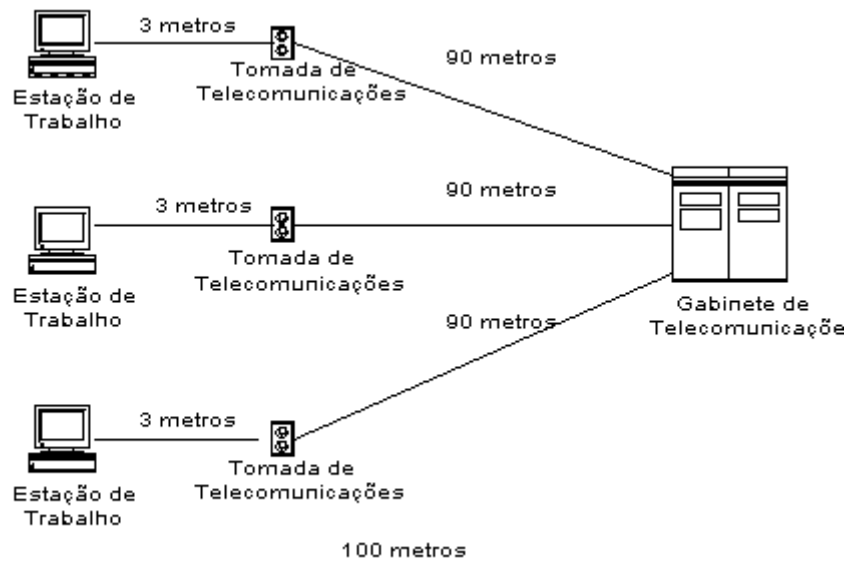 3 metros
90 metros
Tomada de
Telecomunicações
Estação de
Trabalho
90 metros
3 metros
Tomada de
Telecomunicações
Estação de
Trabalho
Gabinete de
Telecomunicaçõe
90 metros
3 metros
Tomada de
Telecomunicações
Estação de
Trabalho
100 metros